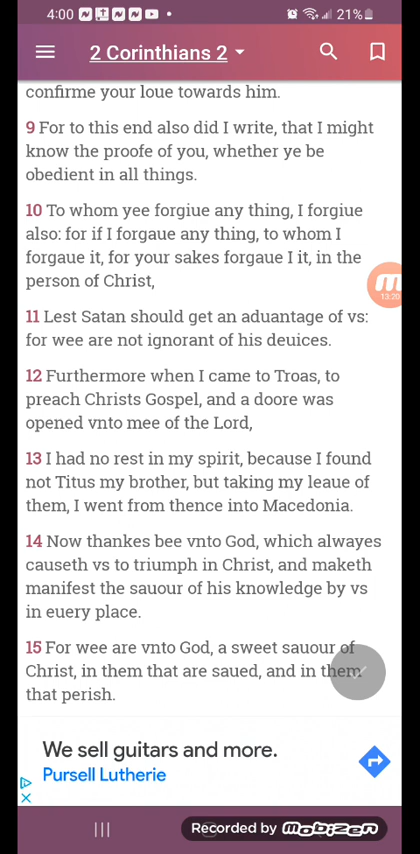 4:00 21%
2 Corinthians 2
confirme your loue towards him.
9 For to this end also did I write, that I might
know the proofe of you, whether ye be
obedient in all things.
10 To whom yee forgiue any thing, I forgiue
also: for if I forgaue any thing, to whom I
forgaue it, for your sakes forgaue I it, in the
person of Christ,
13:20
11 Lest Satan should get an aduantage of vs:
for wee are not ignorant of his deuices.
12 Furthermore when I came to Troas, to
preach Christs Gospel, and a doore was
opened vnto mee of the Lord,
13 I had no rest in my spirit, because I found
not Titus my brother, but taking my leaue of
them, I went from thence into Macedonia.
14 Now thankes bee vnto God, which alwayes
causeth vs to triumph in Christ, and maketh
manifest the sauour of his knowledge by vs
in euery place.
15 For wee are vnto God, a sweet sauour of
Christ, in them that are saued, and in them
that perish.
We sell guitars and more.
Pursell Lutherie
Recorded by mobizen